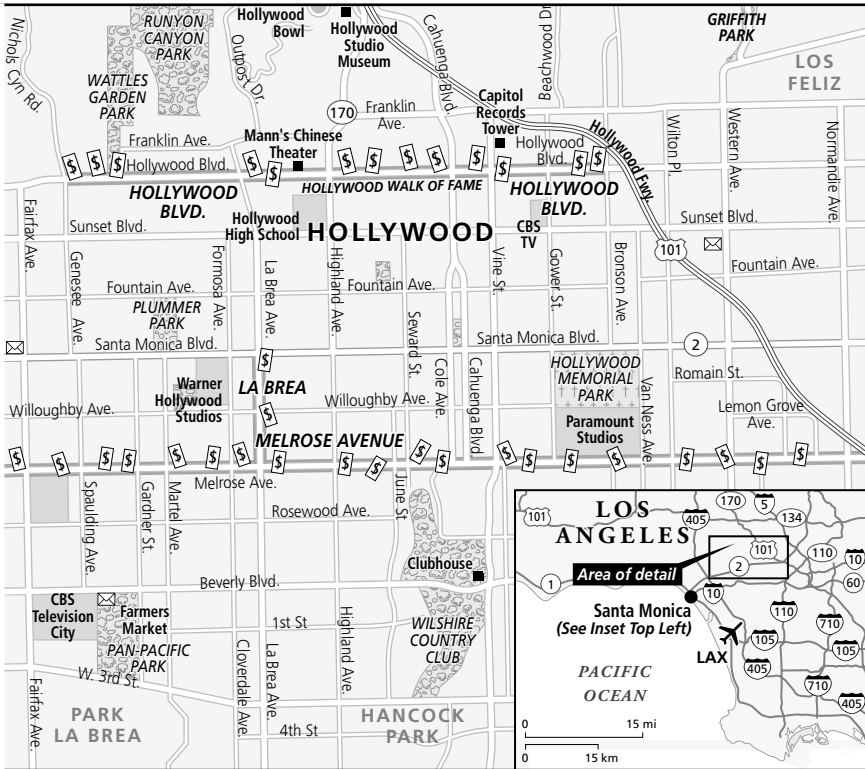 Nichols Cyn Rd.
RUNYON
CANYON
PARK
WATTLES
GARDEN
PARK
Outpost Dr.
Hollywood
Bowl
Hollywood
Studio
Museum
Cahuenga Blvd.
Beechwood Dr.
GRIFFITH
PARK
LOS
FELIZ
170
Franklin
Ave.
Capitol
Records
Tower
Franklin Ave.
Mann's Chinese
Theater
Hollywood
Blvd.
Hollywood Fwy.
Wilton Pl.
Western Ave.
Normandie Ave.
Hollywood Blvd.
$ $ $ $ $ $ $ $ $ $ $ $ $
HOLLYWOOD
BLVD.
HOLLYWOOD WALK OF FAME
HOLLYWOOD
BLVD.
Fairfax Ave.
Sunset Blvd.
Hollywood
High School
HOLLYWOOD
CBS
TV
Sunset Blvd.
101
Genesee Ave.
Formosa Ave.
La Brea Ave.
Highland Ave.
Vine St.
Gower St.
Bronson Ave.
Fountain Ave.
Fountain Ave.
Fountain Ave.
PLUMMER
PARK
Seward St.
Santa Monica Blvd.
Santa Monica Blvd.
2
$
Warner
Hollywood
Studios
LA BREA
Cole Ave.
Cahuenga Blvd.
HOLLYWOOD
MEMORIAL
PARK
Van Ness Ave.
Romain St.
Willoughby Ave.
Willoughby Ave.
$
Lemon Grove
Ave.
Paramount
Studios
MELROSE AVENUE
$ $ $ $ $ $ $ $ $ $ $ $ $ $ $ $ $ $ $ $
Melrose Ave.
June St.
Spaulding Ave.
Gardner St.
Martel Ave.
Rosewood Ave.
Clubhouse
Beverly Blvd.
CBS
Television
City
Farmers
Market
PAN-PACIFIC
PARK
1st St
Highland Ave.
WILSHIRE
COUNTRY
CLUB
W. 3rd St.
Fairfax Ave.
Cloverdale Ave.
La Brea Ave.
PARK
LA BREA
HANCOCK
PARK
4th St
LOS
ANGELES
101
170
5
405
134
101
2
110
10
60
1
Area of detail
10
Santa Monica
(See Inset Top Left)
110
710
LAX
105
105
405
710
405
PACIFIC
OCEAN
0 15 mi
0 15 km